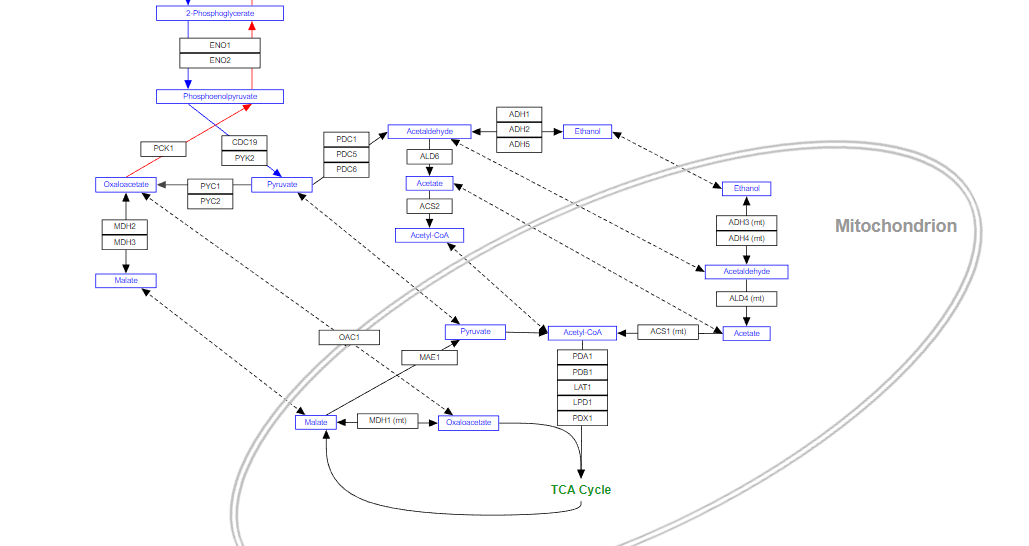 2-Phosphoglycerate
ENO1
ENO2
Phosphoenolpyruvate
PCK1
CDC19
PYK2
PDC1
PDC5
PDC6
Acetaldehyde
ADH1
ADH2
ADH5
Ethanol
ALD6
Oxaloacetate
PYC1
PYC2
Pyruvate
Acetate
ACS2
Acetyl-CoA
Ethanol
ADH3 (mt)
ADH4 (mt)
Mitochondrion
MDH2
MDH3
Malate
Acetaldehyde
ALD4 (mt)
OAC1
Pyruvate
Acetyl-CoA
ACS1 (mt)
Acetate
MAE1
PDA1
PDB1
LAT1
LPD1
PDX1
Malate
MDH1 (mt)
Oxaloacetate
TCA Cycle